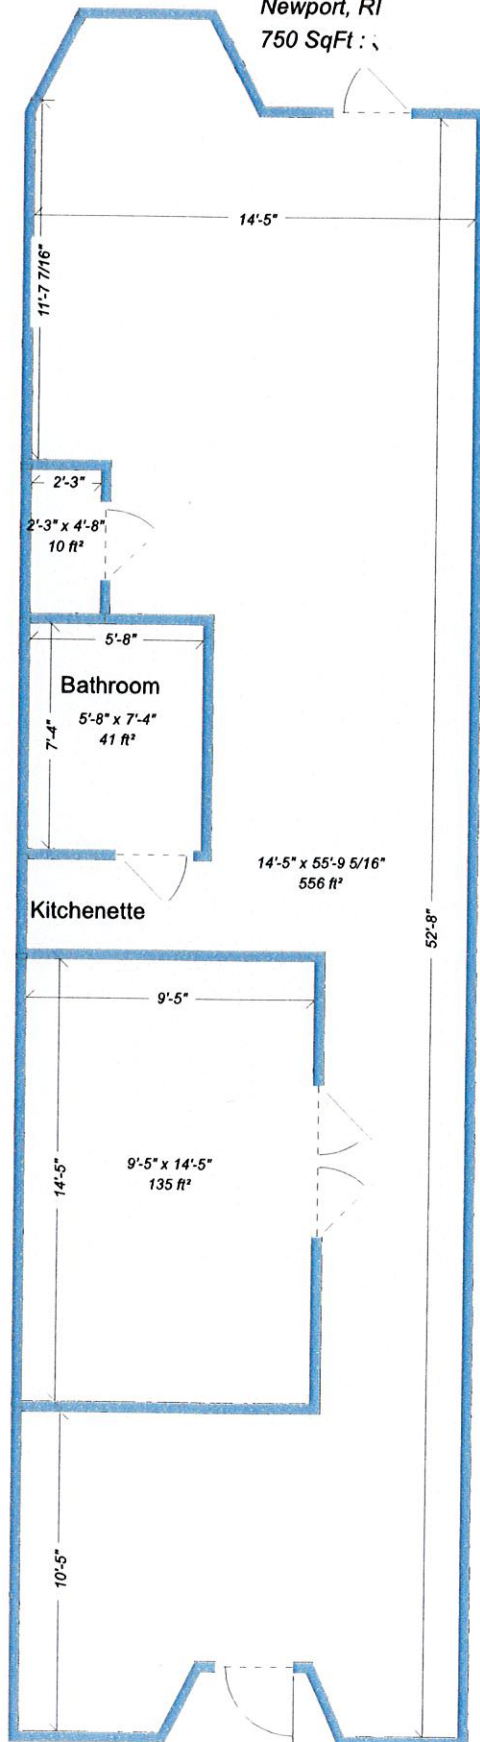 Newport, RI
750 SqFt :
14'-5"
11'-7 7/16"
2'-3"
2'-3" x 4'-8"
10 ft²
5'-8"
Bathroom
5'-8" x 7'-4"
41 ft²
7'-4"
14'-5" x 55'-9 5/16"
556 ft²
Kitchenette
52'-8"
9'-5"
9'-5" x 14'-5"
135 ft²
14'-5"
10'-5"